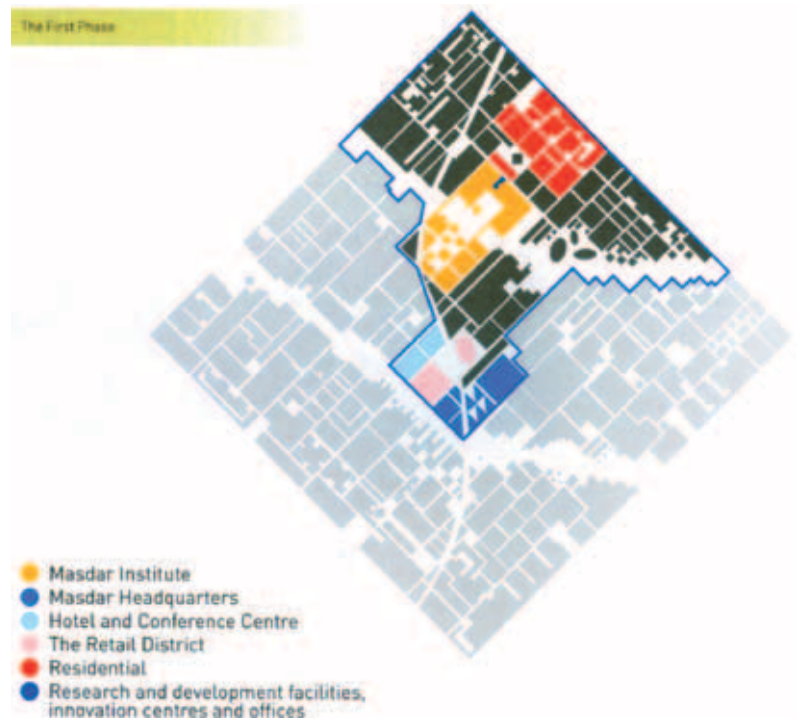 The First Phase
Masdar Institute
Masdar Headquarters
Hotel and Conference Centre
The Retail District
Residential
Research and development facilities,
innovation centres and offices